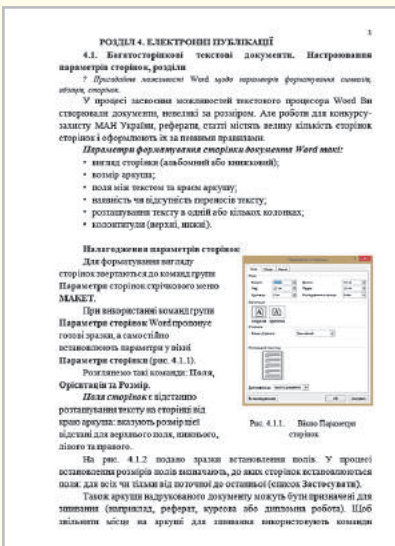 3
РОЗДІЛ 4. ЕЛЕКТРОННІ ПУБЛІКАЦІЇ
4.1. Багатосторінкові текстові документи. Настроювання
параметрів сторінок, розділи
? Пригадайте можливості Word щодо параметрів форматування символів,
абзаців, сторінок.
У процесі засвоєння можливостей текстового процесора Word Ви
створювали документи, невеликі за розміром. Але роботи для конкурсу-
захисту МАН України, реферати, статті містять велику кількість сторінок
сторінок і оформлюють їх за певними правилами.
Параметри форматування сторінки документа Word такі:
• вигляд сторінки (альбомний або книжковий);
• розмір аркуша;
• поля між текстом та краєм аркушу;
• наявність чи відсутність переносів тексту;
• розташування тексту в одній або кількох колонках;
• колонтитули (верхні, нижні).
Налагодження параметрів сторінок
Для форматування вигляду
сторінок звертаються до команд групи
Параметри сторінок стрічкового меню
МАКЕТ.
При використанні команд групи
Параметри сторінок Word пропонує
готові зразки, а самостійно
встановлюють параметри у вікні
Параметри сторінки (рис. 4.1.1).
Розглянемо такі команди: Поля,
Орієнтація та Розмір.
Поля сторінок є відстанню
розташування тексту на сторінці від
краю аркуша: вказують розмір цієї
відстані для верхнього поля, нижнього,
лівого та правого.
Рис. 4.1.1. Вікно Параметри
сторінок
На рис. 4.1.2 подано зразки встановлення полів. У процесі
встановлення розмірів полів визначають, до яких сторінок встановлюються
поля: для всіх чи тільки від поточної до останньої (список Застосувати).
Також аркуші надрукованого документу можуть бути призначені для
зшивання (наприклад, реферат, курсова або дипломна робота). Щоб
звільнити місце на аркуші для зшивання використовують команди